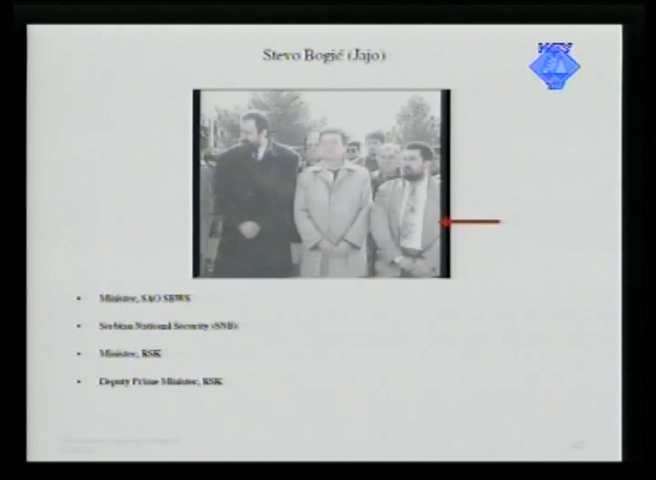 Stevo Bogić (Jajo)
• Minister, SAO SBWS
• Serbian National Security (SNB)
• Minister, RSK
• Deputy Prime Minister, RSK